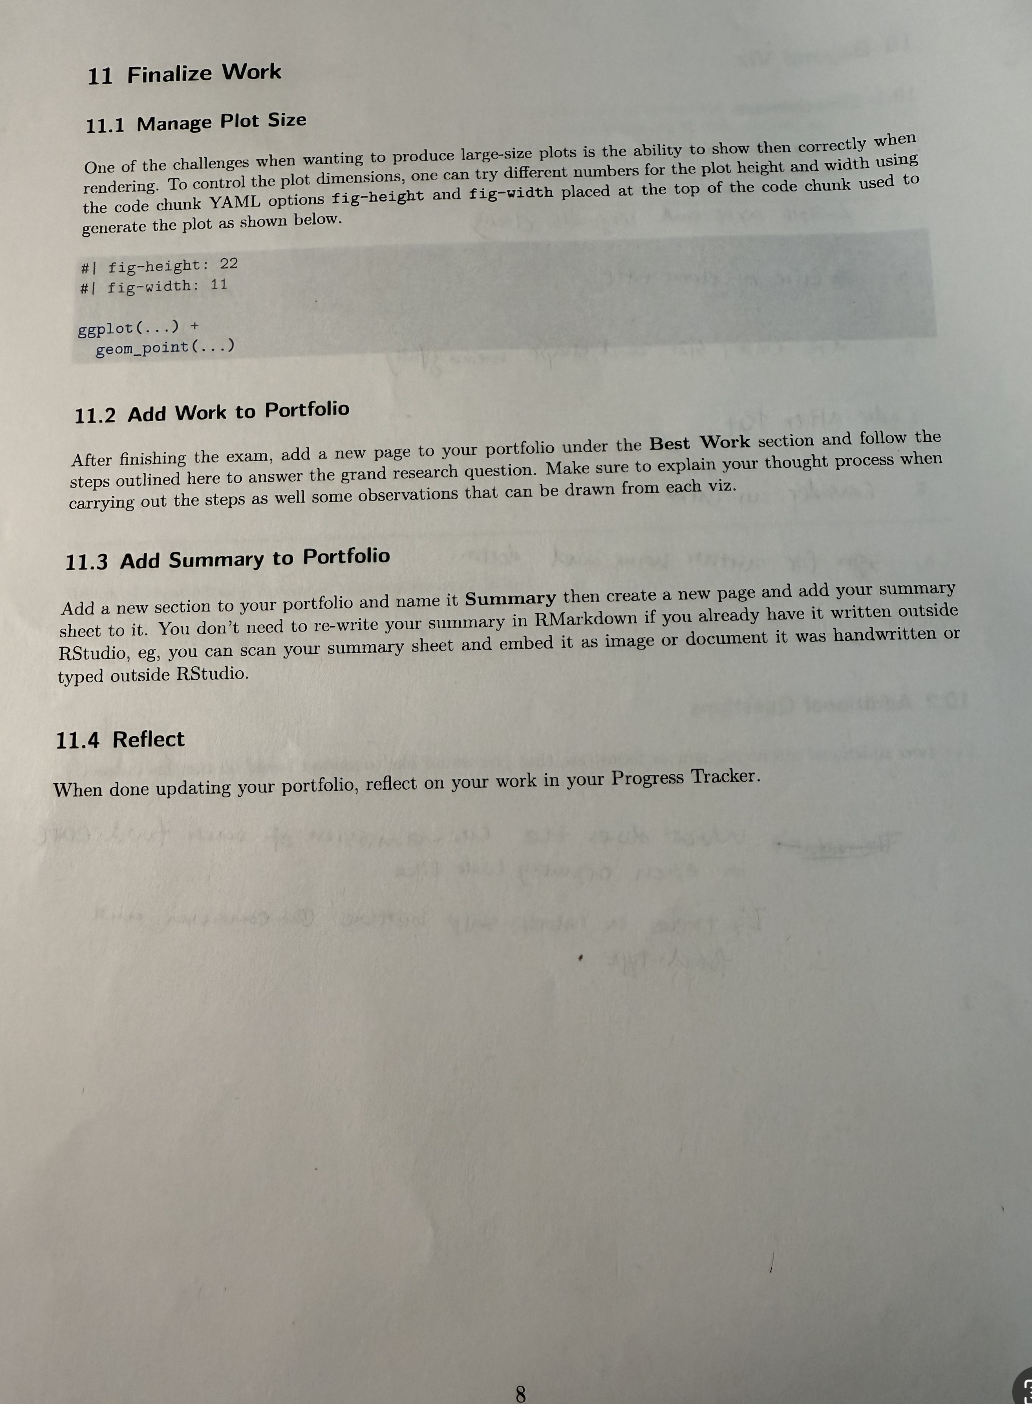 11 Finalize Work
11.1 Manage Plot Size
One of the challenges when wanting to produce large-size plots is the ability to show then correctly when
rendering. To control the plot dimensions, one can try different numbers for the plot height and width using
the code chunk YAML options fig-height and fig-width placed at the top of the code chunk used to
generate the plot as shown below.
#| fig-height: 22
#| fig-width: 11
ggplot(...) +
geom_point(...)
11.2 Add Work to Portfolio
After finishing the exam, add a new page to your portfolio under the Best Work section and follow the
steps outlined here to answer the grand research question. Make sure to explain your thought process when
carrying out the steps as well some observations that can be drawn from each viz.
11.3 Add Summary to Portfolio
Add a new section to your portfolio and name it Summary then create a new page and add your summary
sheet to it. You don't need to re-write your summary in RMarkdown if you already have it written outside
RStudio, eg, you can scan your summary sheet and embed it as image or document it was handwritten or
typed outside RStudio.
11.4 Reflect
When done updating your portfolio, reflect on your work in your Progress Tracker.
8